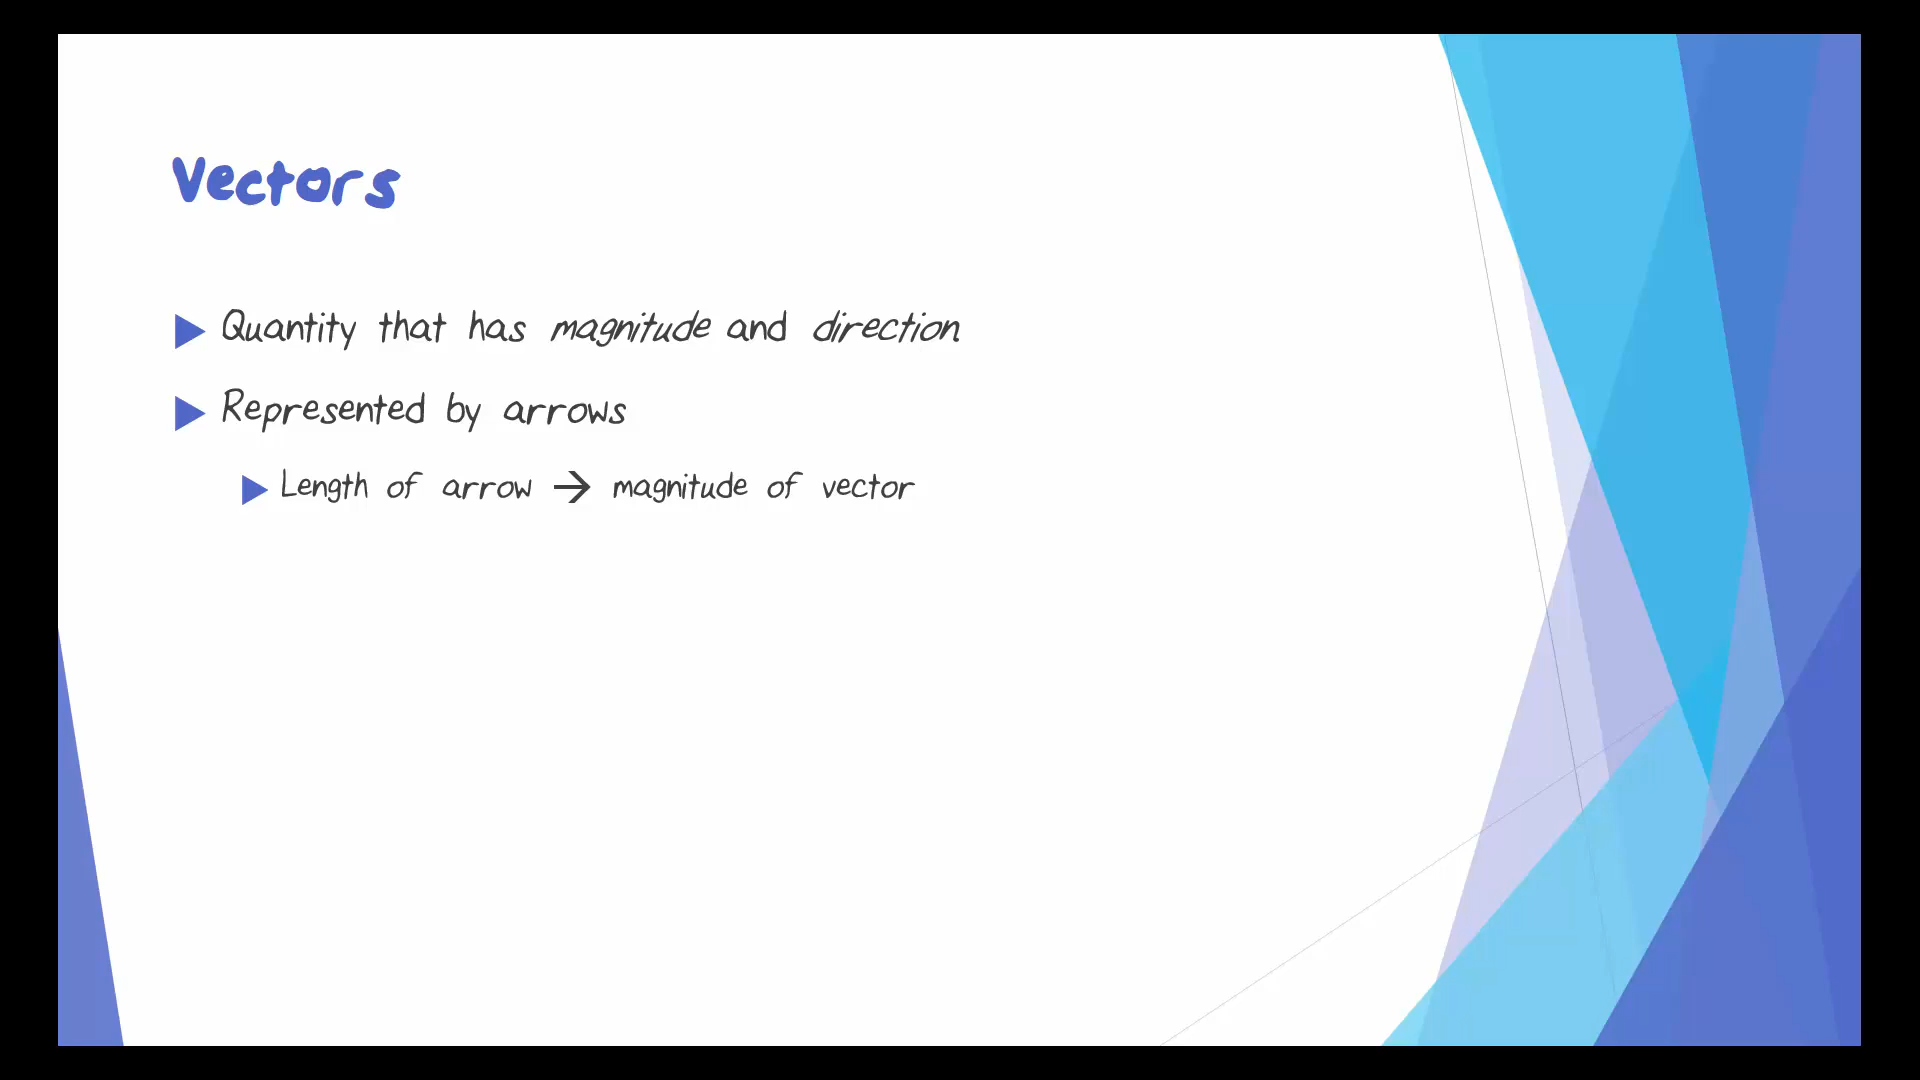 Vectors
Quantity that has magnitude and direction
Represented by arrows
Length of arrow → magnitude of vector